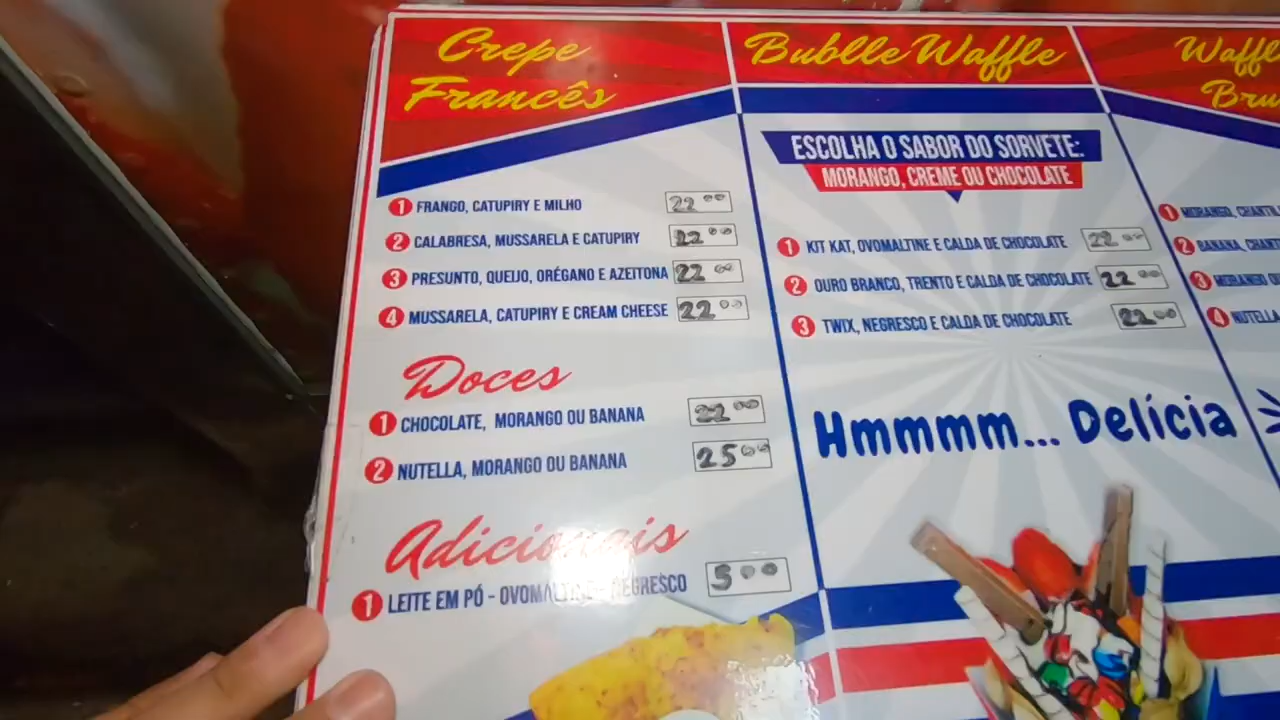 Crepe
Francês
1 FRANGO, CATUPIRY E MILHO 22 00
2 CALABRESA, MUSSARELA E CATUPIRY 22 00
3 PRESUNTO, QUEIJO, ORÉGANO E AZEITONA 22 00
4 MUSSARELA, CATUPIRY E CREAM CHEESE 22 00
Doces
1 CHOCOLATE, MORANGO OU BANANA 22 00
2 NUTELLA, MORANGO OU BANANA 25 00
Adicionais
1 LEITE EM PÓ - OVOMALTINE - NEGRESCO 5 00
Bublle Waffle
ESCOLHA O SABOR DO SORVETE:
MORANGO, CREME OU CHOCOLATE
1 KIT KAT, OVOMALTINE E CALDA DE CHOCOLATE 22 00
2 OURO BRANCO, TRENTO E CALDA DE CHOCOLATE 22 00
3 TWIX, NEGRESCO E CALDA DE CHOCOLATE 22 00
Hmmmm... Delícia
Waffl
Bru
1 MORANGO,
2 BANANA,
3 MORANGO
4 NUTELLA